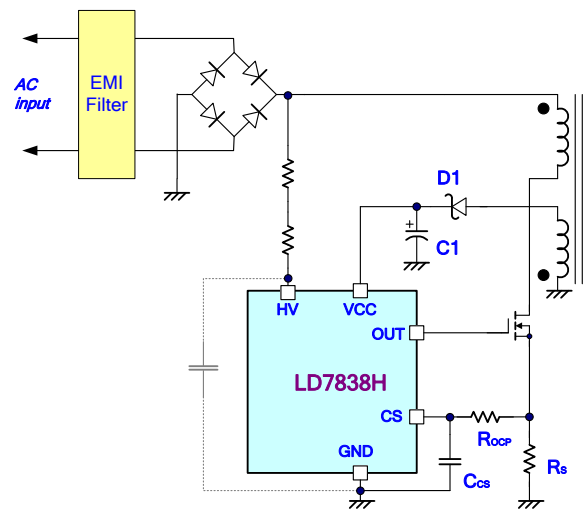 AC
input
EMI
Filter
D1
+
C1
HV
VCC
OUT
LD7838H
CS
ROCP
GND
CCS
RS